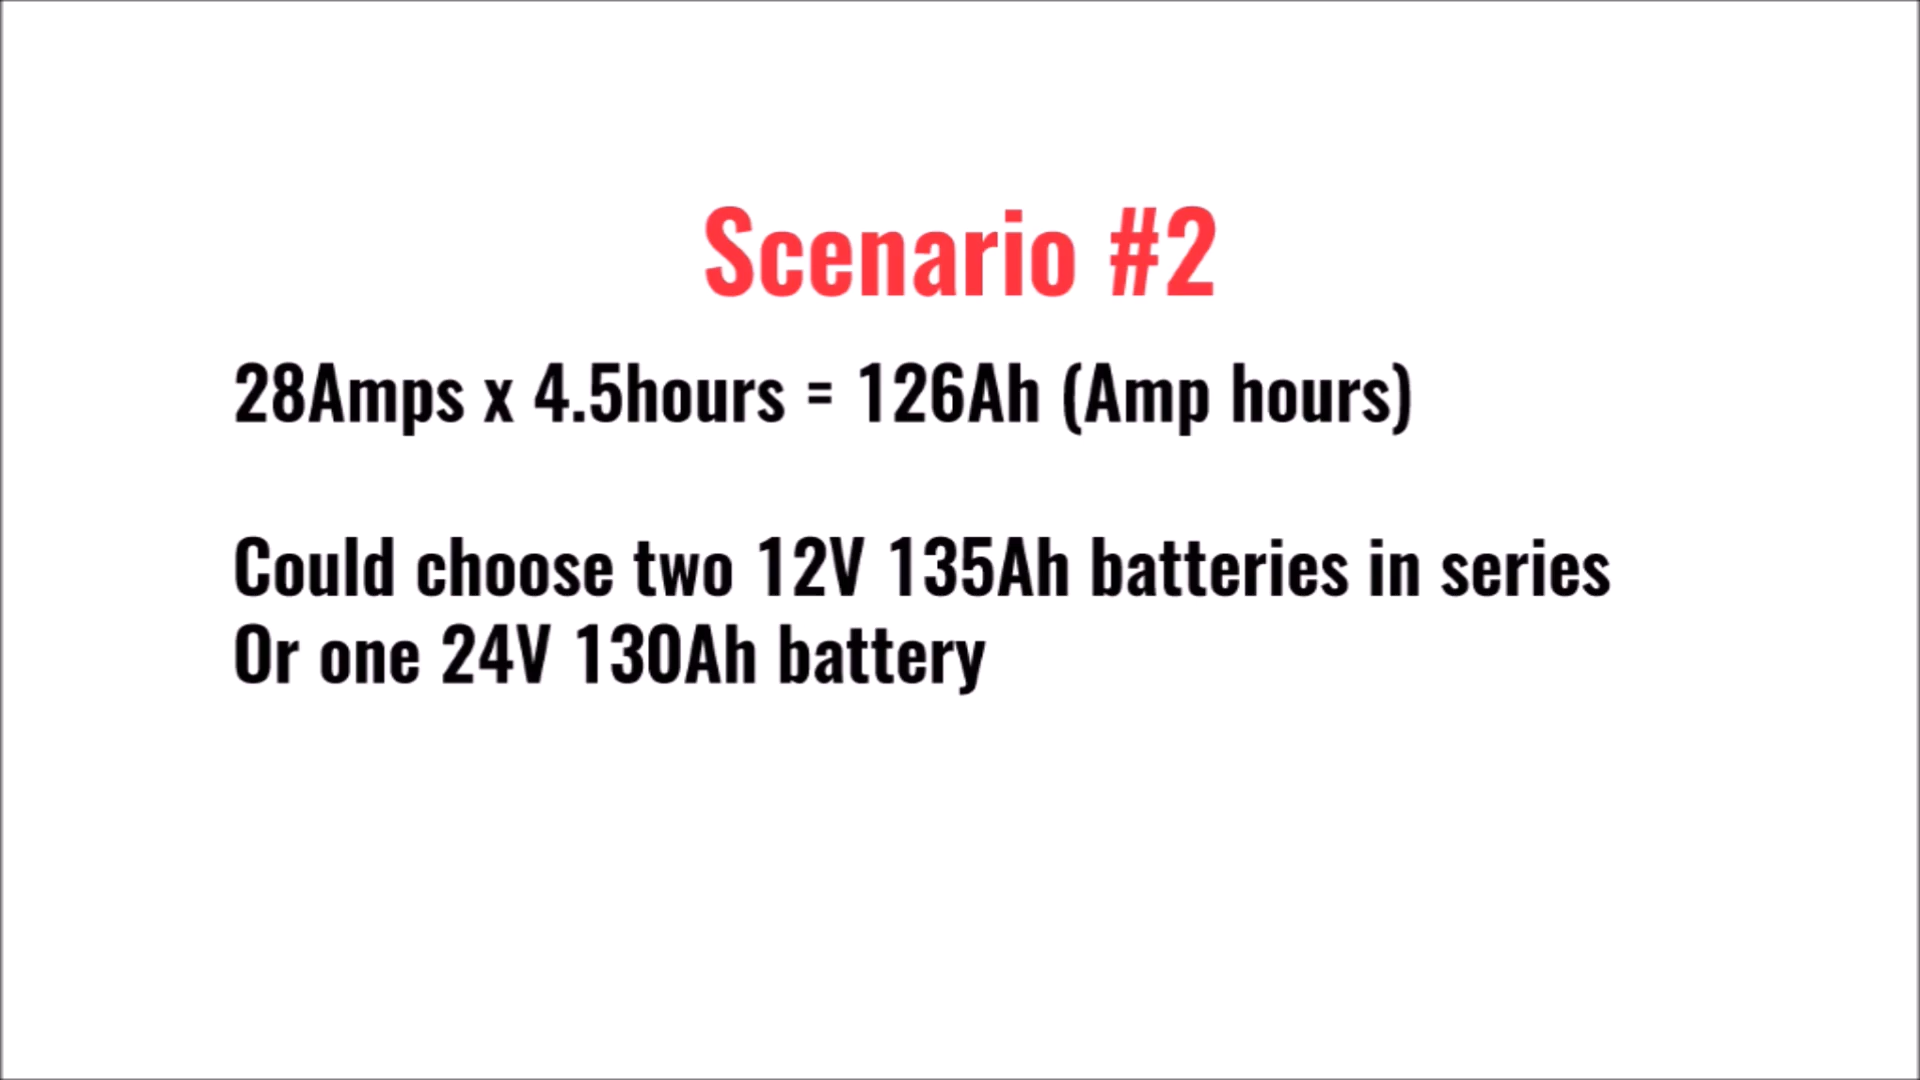 Scenario #2
28Amps x 4.5hours = 126Ah (Amp hours)
Could choose two 12V 135Ah batteries in series
Or one 24V 130Ah battery